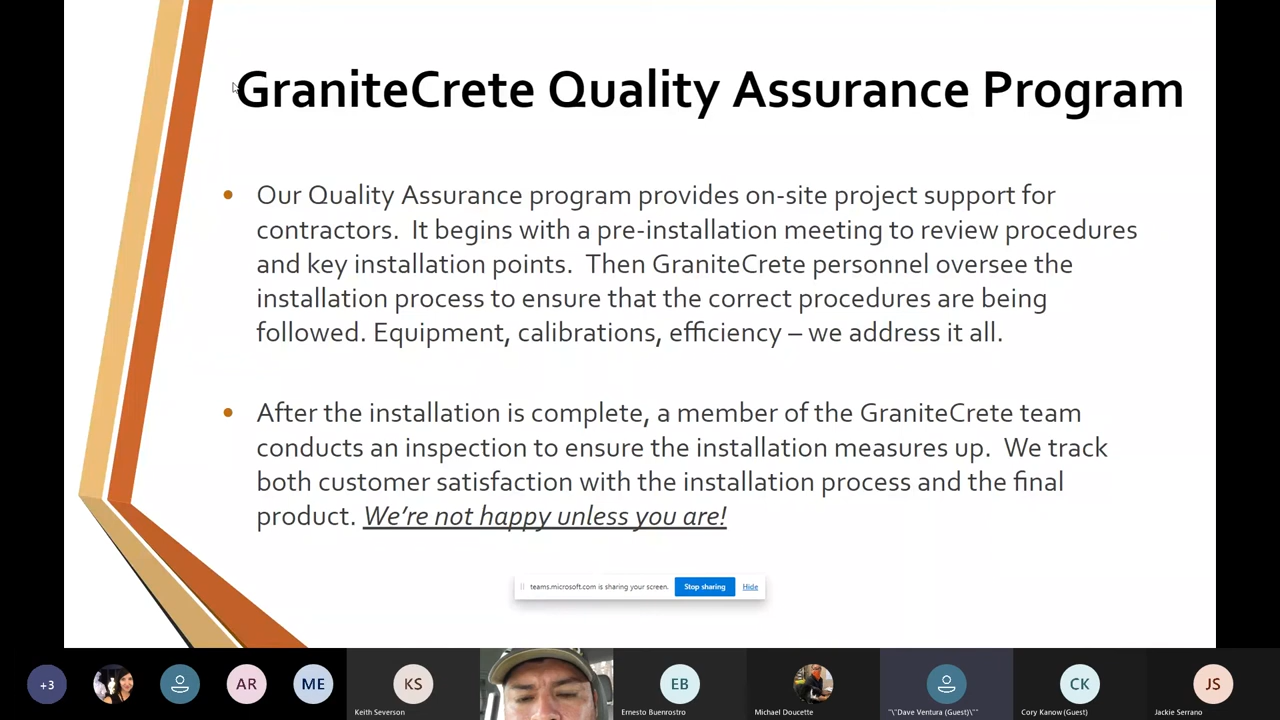 GraniteCrete Quality Assurance Program
• Our Quality Assurance program provides on-site project support for
contractors.  It begins with a pre-installation meeting to review procedures
and key installation points.  Then GraniteCrete personnel oversee the
installation process to ensure that the correct procedures are being
followed. Equipment, calibrations, efficiency – we address it all.
• After the installation is complete, a member of the GraniteCrete team
conducts an inspection to ensure the installation measures up.  We track
both customer satisfaction with the installation process and the final
product. We're not happy unless you are!
teams.microsoft.com is sharing your screen. Stop sharing Hide
+3 AR ME KS EB CK JS
Keith Severson Ernesto Buenrostro Michael Doucette "\"Dave Ventura (Guest)\"" Cory Kanow (Guest) Jackie Serrano